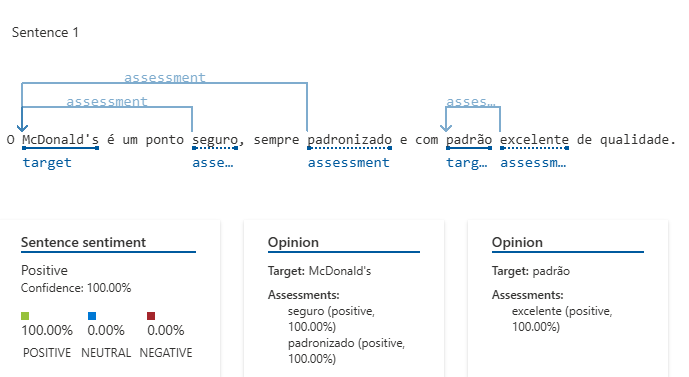 Sentence 1
assessment
assessment
asses...
O McDonald's é um ponto seguro, sempre padronizado e com padrão excelente de qualidade.
target asse... assessment targ... assessm...
Sentence sentiment
Positive
Confidence: 100.00%
100.00% 0.00% 0.00%
POSITIVE NEUTRAL NEGATIVE
Opinion
Target: McDonald's
Assessments:
seguro (positive,
100.00%)
padronizado (positive,
100.00%)
Opinion
Target: padrão
Assessments:
excelente (positive,
100.00%)